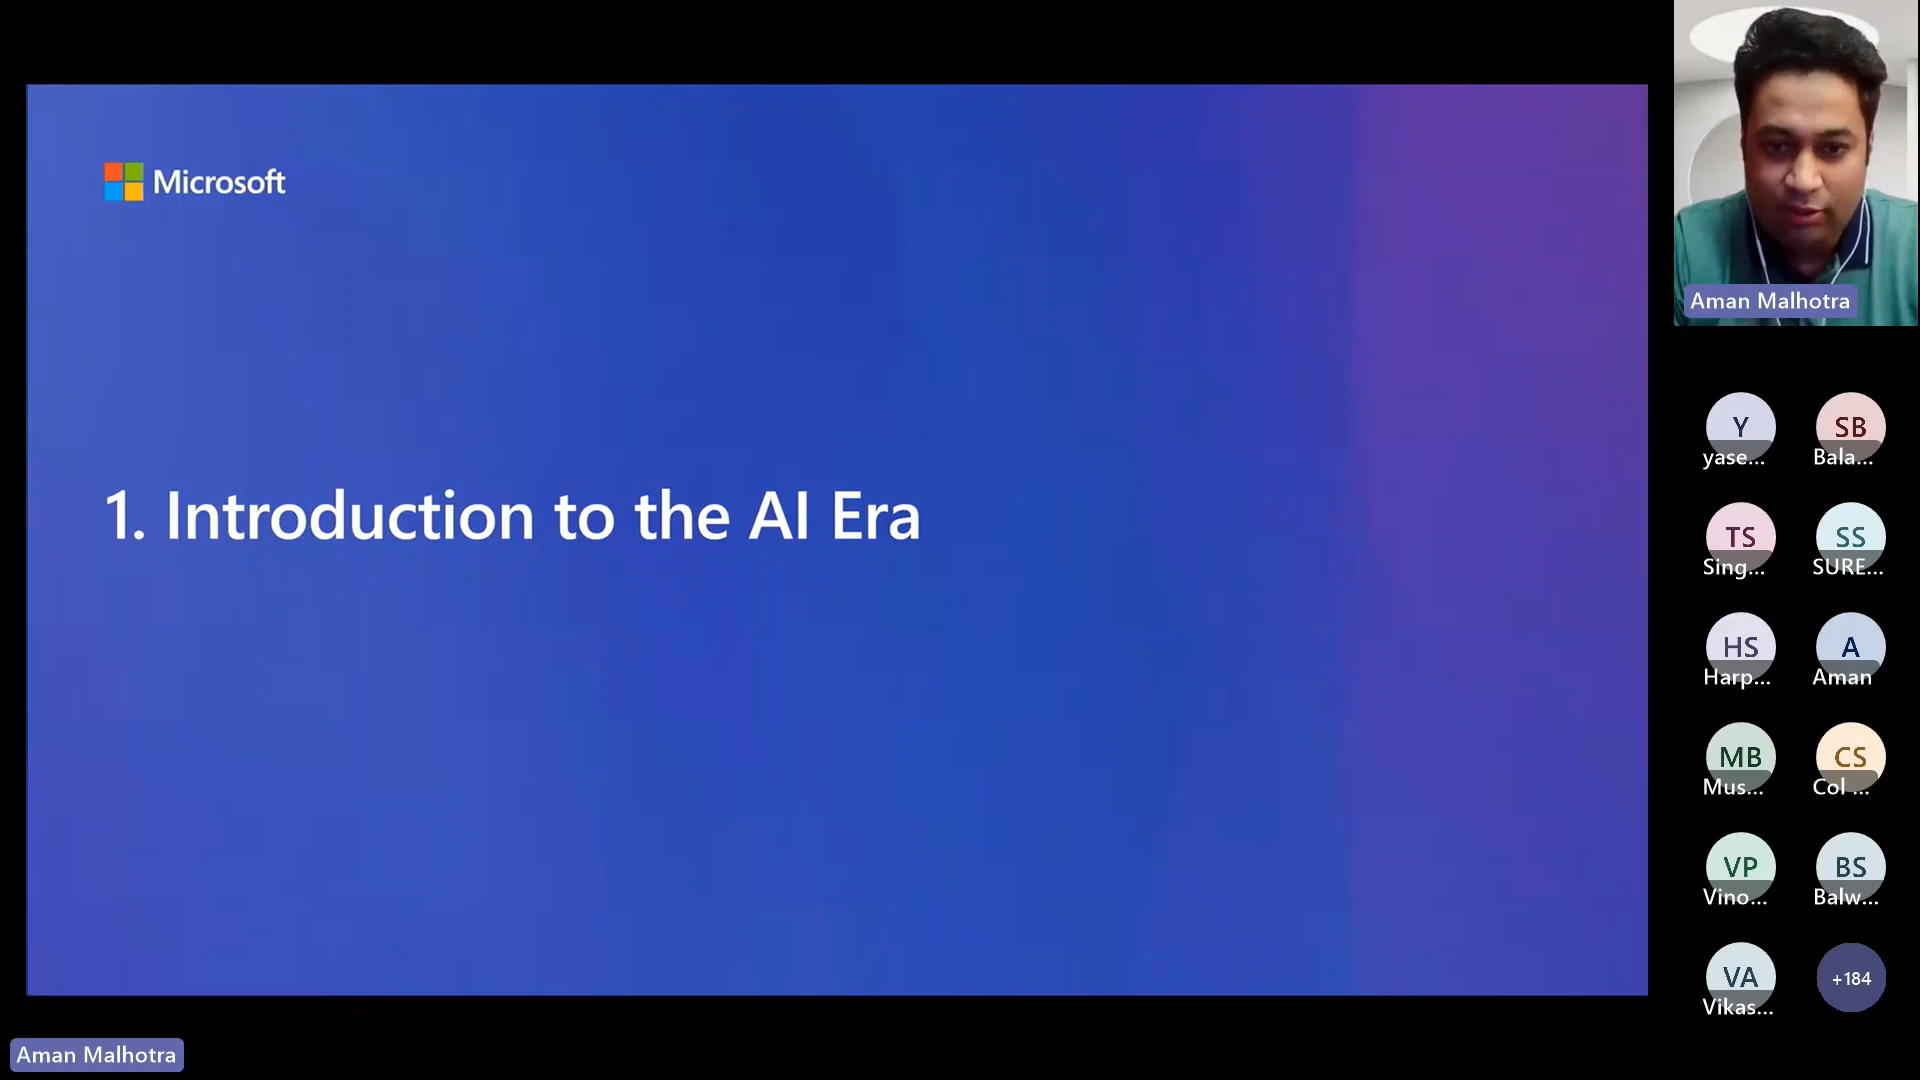 Microsoft
1. Introduction to the AI Era
Aman Malhotra
Y
yase...
SB
Bala...
TS
Sing...
SS
SURE...
HS
Harp...
A
Aman
MB
Mus...
CS
Col ...
VP
Vino...
BS
Balw...
VA
Vikas...
+184
Aman Malhotra